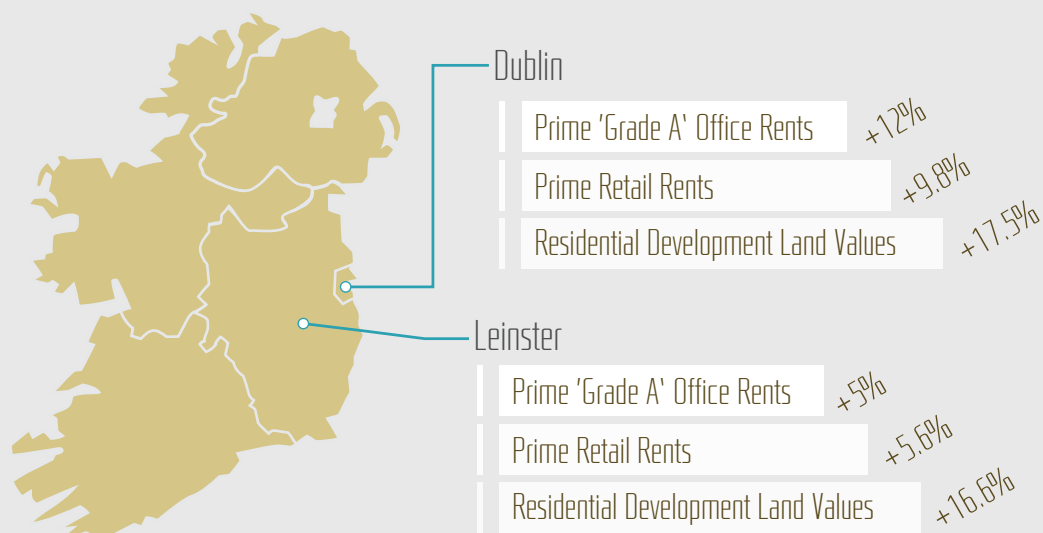 Dublin
Prime 'Grade A‛ Office Rents +12%
Prime Retail Rents +9.8%
Residential Development Land Values +17.5%
Leinster
Prime 'Grade A‛ Office Rents +5%
Prime Retail Rents +5.6%
Residential Development Land Values +16.6%